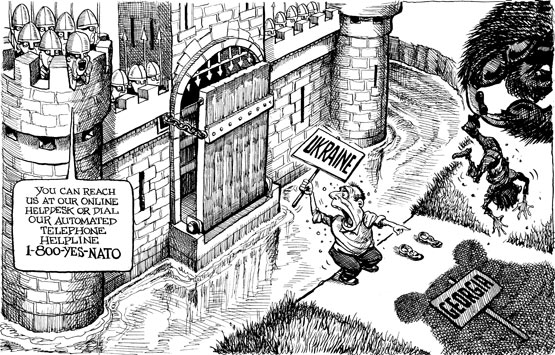 YOU CAN REACH
US AT OUR ONLINE
HELPDESK OR DIAL
OUR AUTOMATED
TELEPHONE
HELPLINE
1-800-YES-NATO
UKRAINE
GEORGIA